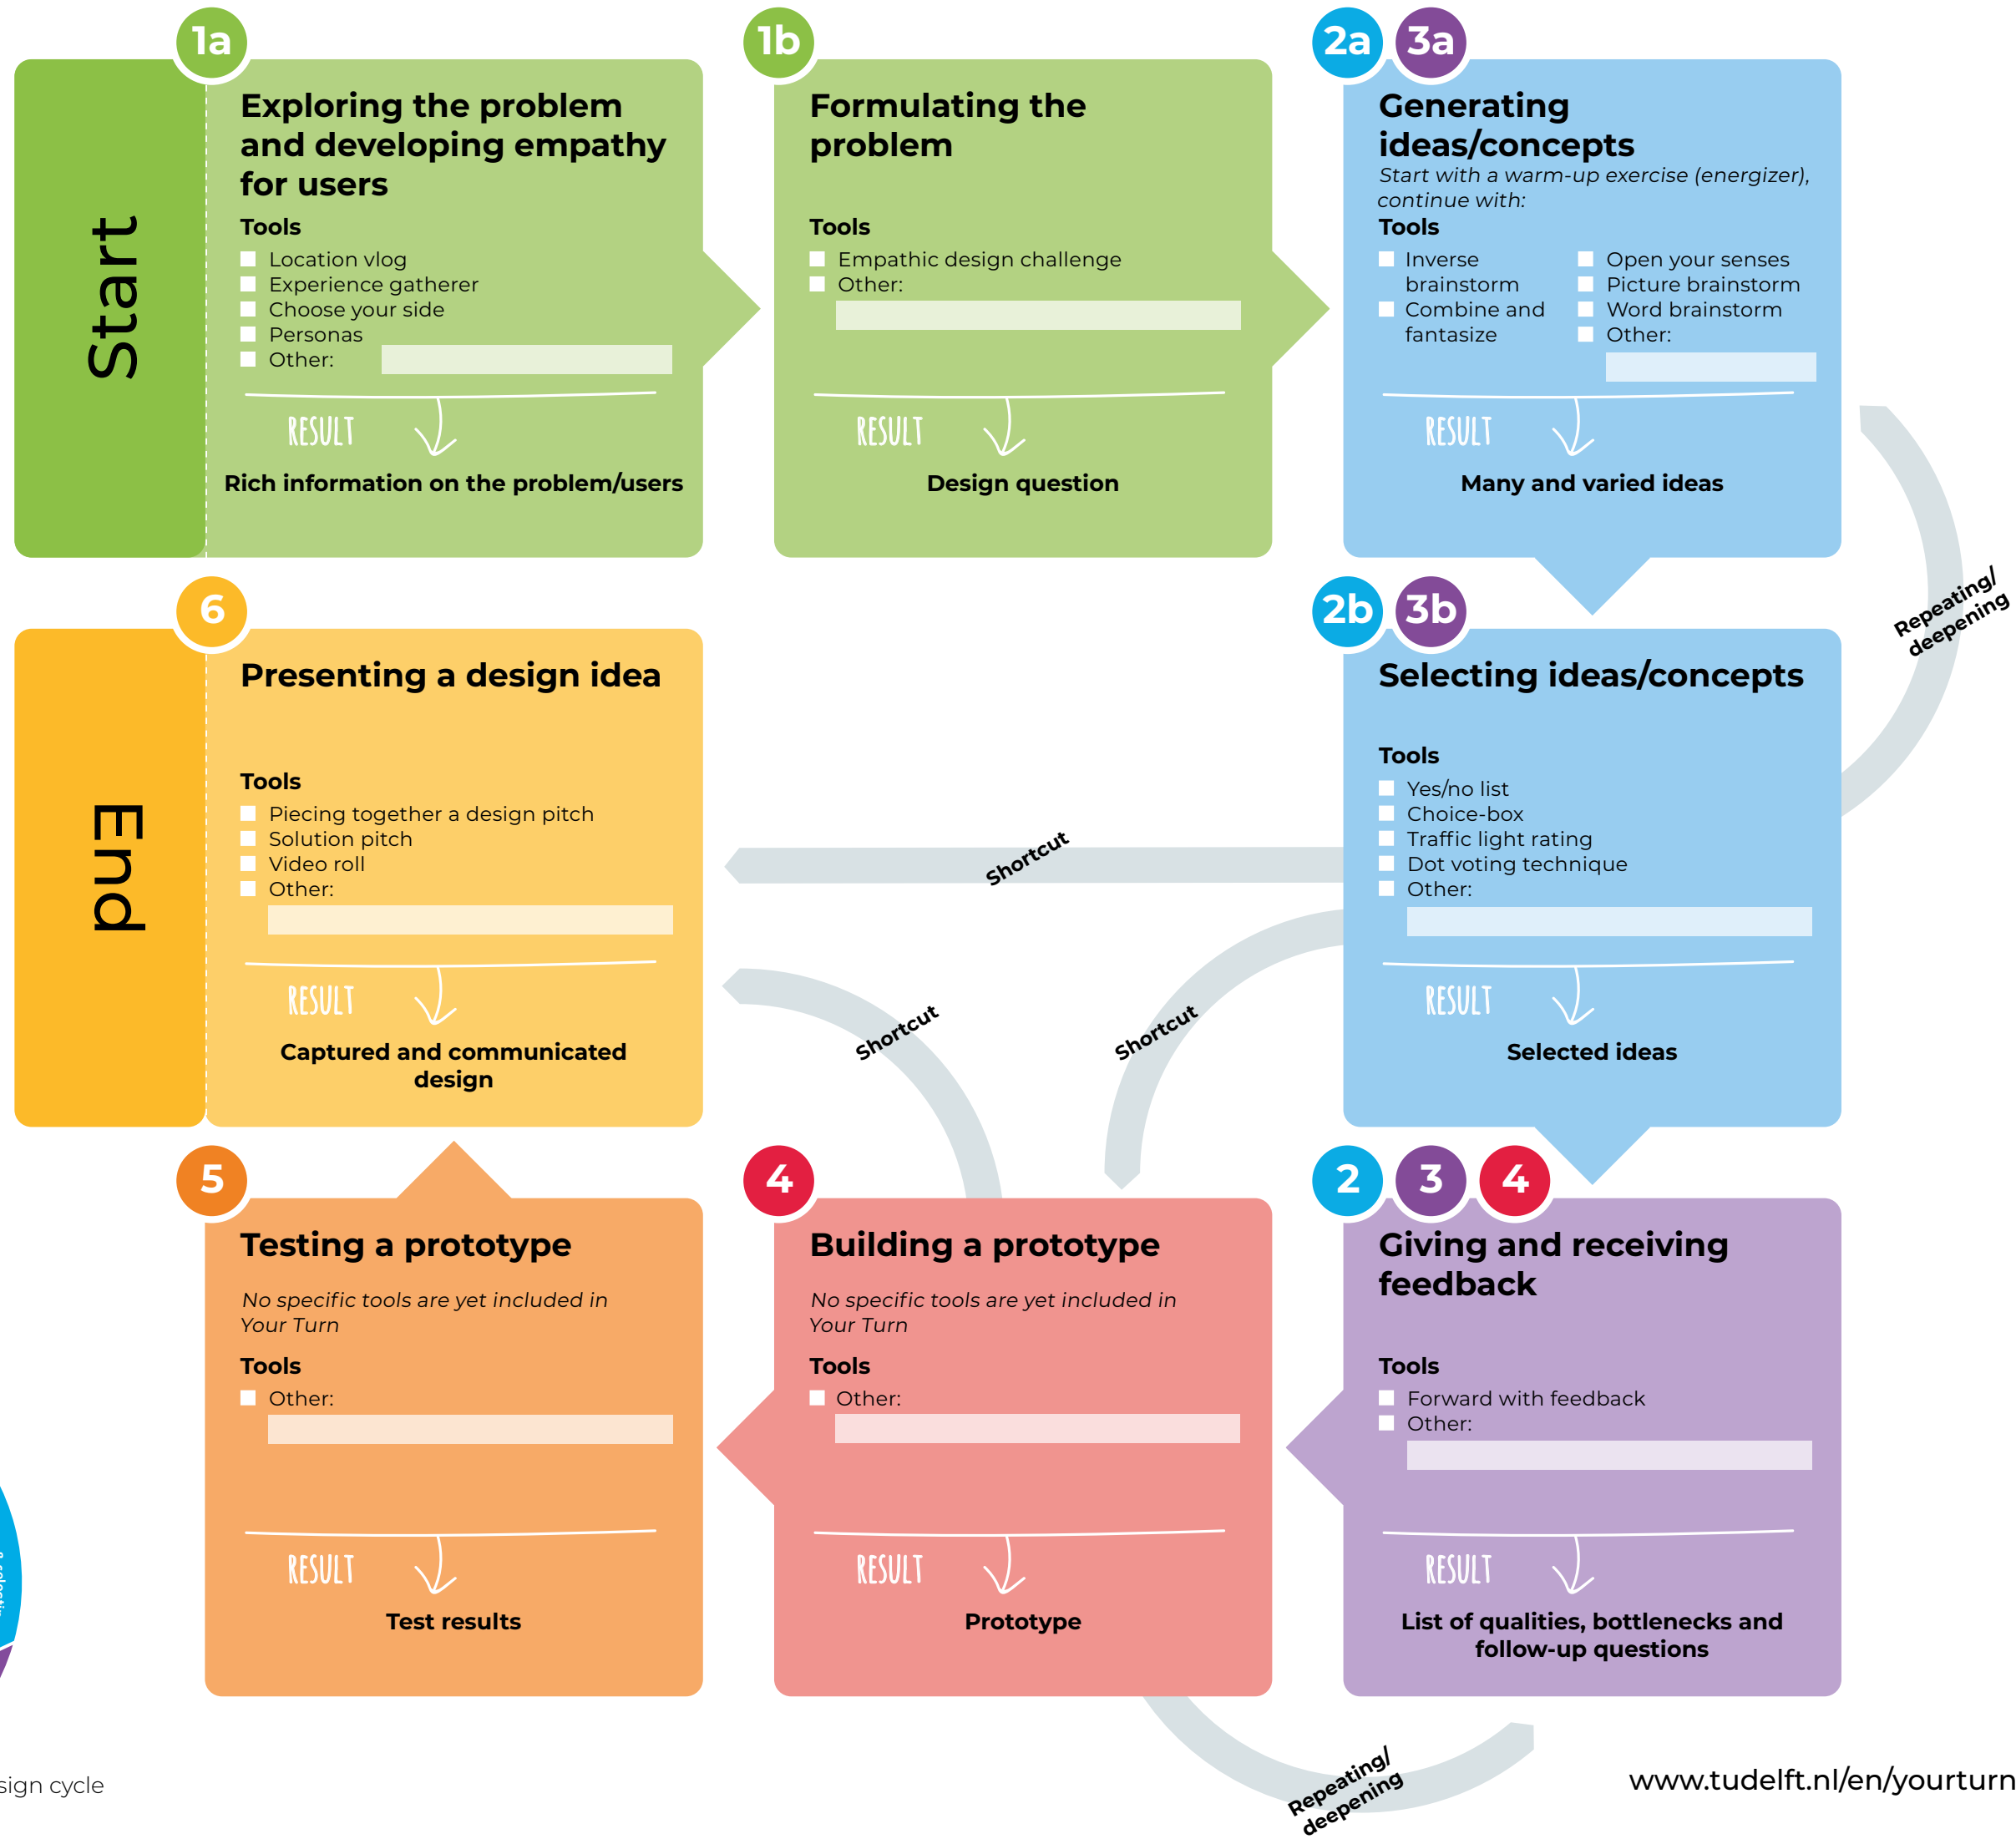 Start
1a
Exploring the problem
and developing empathy
for users
Tools
Location vlog
Experience gatherer
Choose your side
Personas
Other:
RESULT
Rich information on the problem/users
1b
Formulating the
problem
Tools
Empathic design challenge
Other:
RESULT
Design question
2a 3a
Generating
ideas/concepts
Start with a warm-up exercise (energizer),
continue with:
Tools
Inverse
brainstorm
Combine and
fantasize
Open your senses
Picture brainstorm
Word brainstorm
Other:
RESULT
Many and varied ideas
Repeating/
deepening
2b 3b
Selecting ideas/concepts
Tools
Yes/no list
Choice-box
Traffic light rating
Dot voting technique
Other:
RESULT
Selected ideas
Shortcut
Shortcut
Shortcut
End
6
Presenting a design idea
Tools
Piecing together a design pitch
Solution pitch
Video roll
Other:
RESULT
Captured and communicated
design
5
Testing a prototype
No specific tools are yet included in
Your Turn
Tools
Other:
RESULT
Test results
4
Building a prototype
No specific tools are yet included in
Your Turn
Tools
Other:
RESULT
Prototype
2 3 4
Giving and receiving
feedback
Tools
Forward with feedback
Other:
RESULT
List of qualities, bottlenecks and
follow-up questions
Repeating/
deepening
sign cycle
www.tudelft.nl/en/yourturn